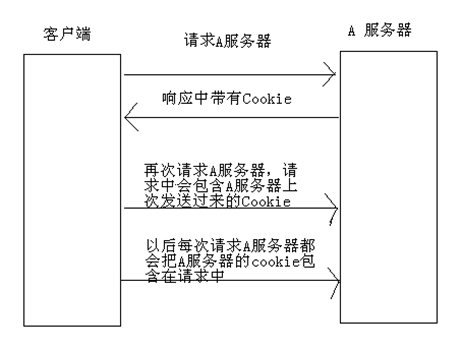 客户端
A 服务器
请求A服务器
响应中带有Cookie
再次请求A服务器，请
求中会包含A服务器上
次发送过来的Cookie
以后每次请求A服务器都
会把A服务器的cookie包
含在请求中